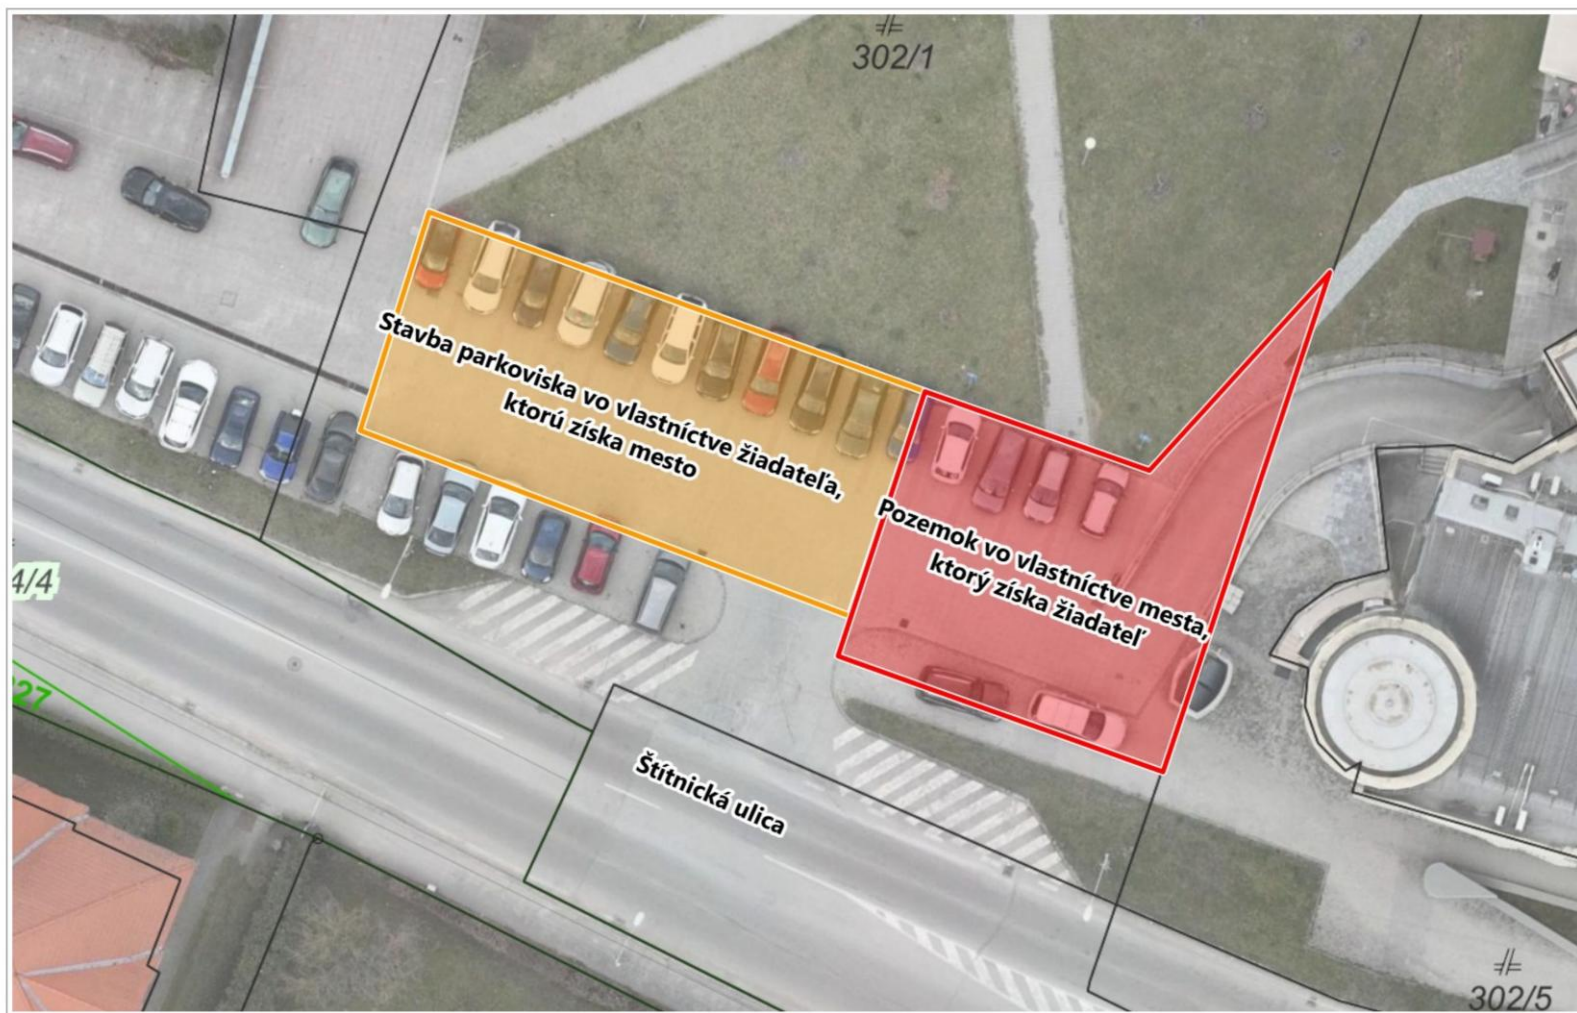 302/1
Stavba parkoviska vo vlastníctve žiadateľa,
ktorú získa mesto
Pozemok vo vlastníctve mesta,
ktorý získa žiadateľ
4/4
27
Štítnická ulica
302/5